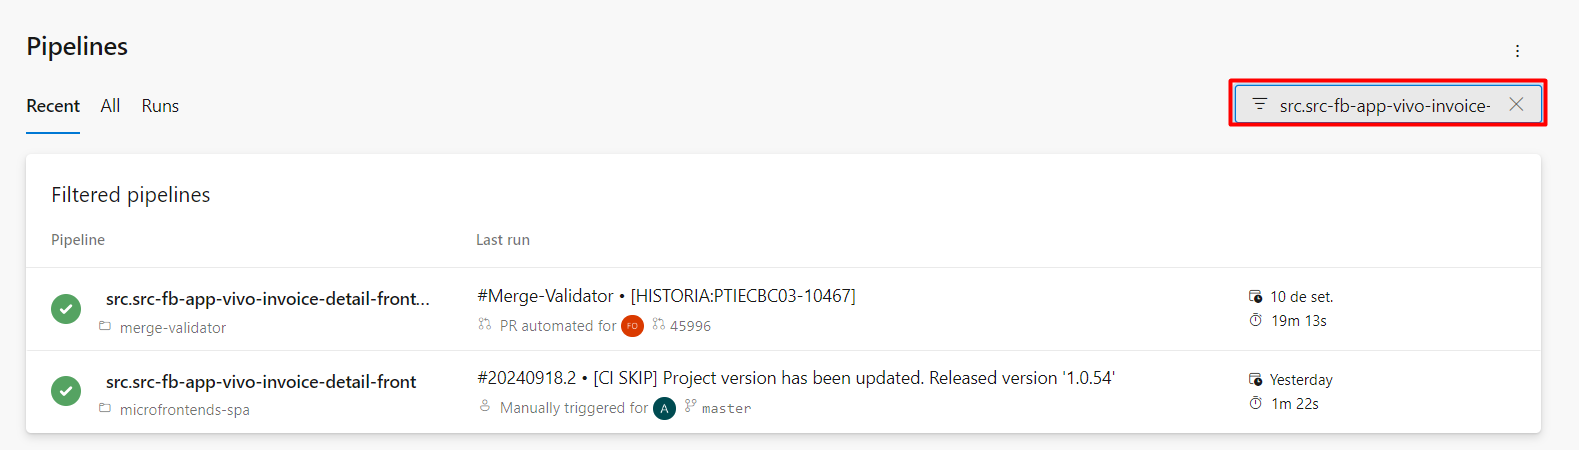 Pipelines
Recent All Runs
src.src-fb-app-vivo-invoice-
Filtered pipelines
Pipeline Last run
src.src-fb-app-vivo-invoice-detail-front... #Merge-Validator • [HISTORIA:PTIECBC03-10467] 10 de set.
merge-validator PR automated for FO 45996 19m 13s
src.src-fb-app-vivo-invoice-detail-front #20240918.2 • [CI SKIP] Project version has been updated. Released version '1.0.54' Yesterday
microfrontends-spa Manually triggered for A master 1m 22s